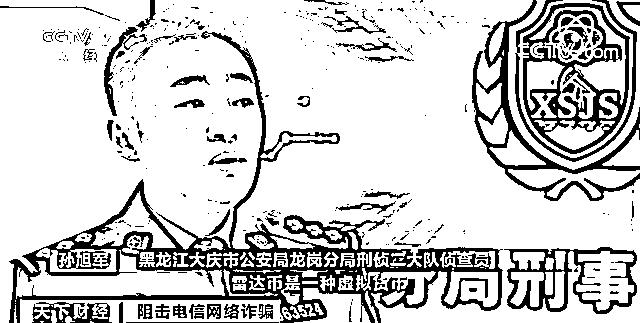 CCTV
CCTV.com
XSJS
分局刑事
孙旭军 黑龙江大庆市公安局龙岗分局刑侦三大队侦查员
雷达币是一种虚拟货币
天下财经 阻击电信网络诈骗